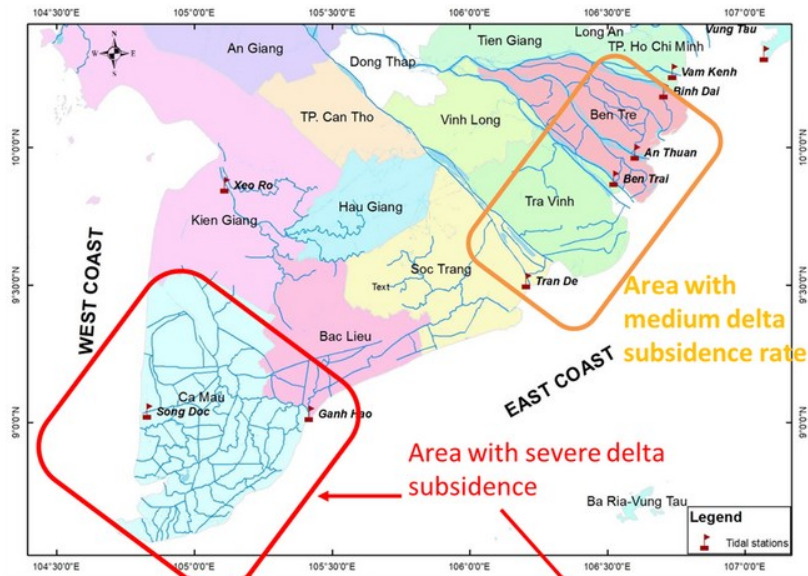 104°30'0"E 105°0'0"E 105°30'0"E 106°0'0"E 106°30'0"E 107°0'0"E
N
W E
S
An Giang
Dong Thap
Tien Giang
Long An
TP. Ho Chi Minh
Vung Tau
Vam Kenh
Binh Dai
TP. Can Tho
Vinh Long
Ben Tre
10°0'0"N
An Thuan
Xeo Ro
Ben Trai
Hau Giang
Tra Vinh
Kien Giang
Soc Trang
Text
Tran De
9°30'0"N
Area with
medium delta
subsidence rate
WEST COAST
Bac Lieu
EAST COAST
Ca Mau
Song Doc
Ganh Hao
9°0'0"N
Area with severe delta
subsidence
Ba Ria-Vung Tau
Legend
Tidal stations
104°30'0"E 105°0'0"E 105°30'0"E 106°0'0"E 106°30'0"E 107°0'0"E